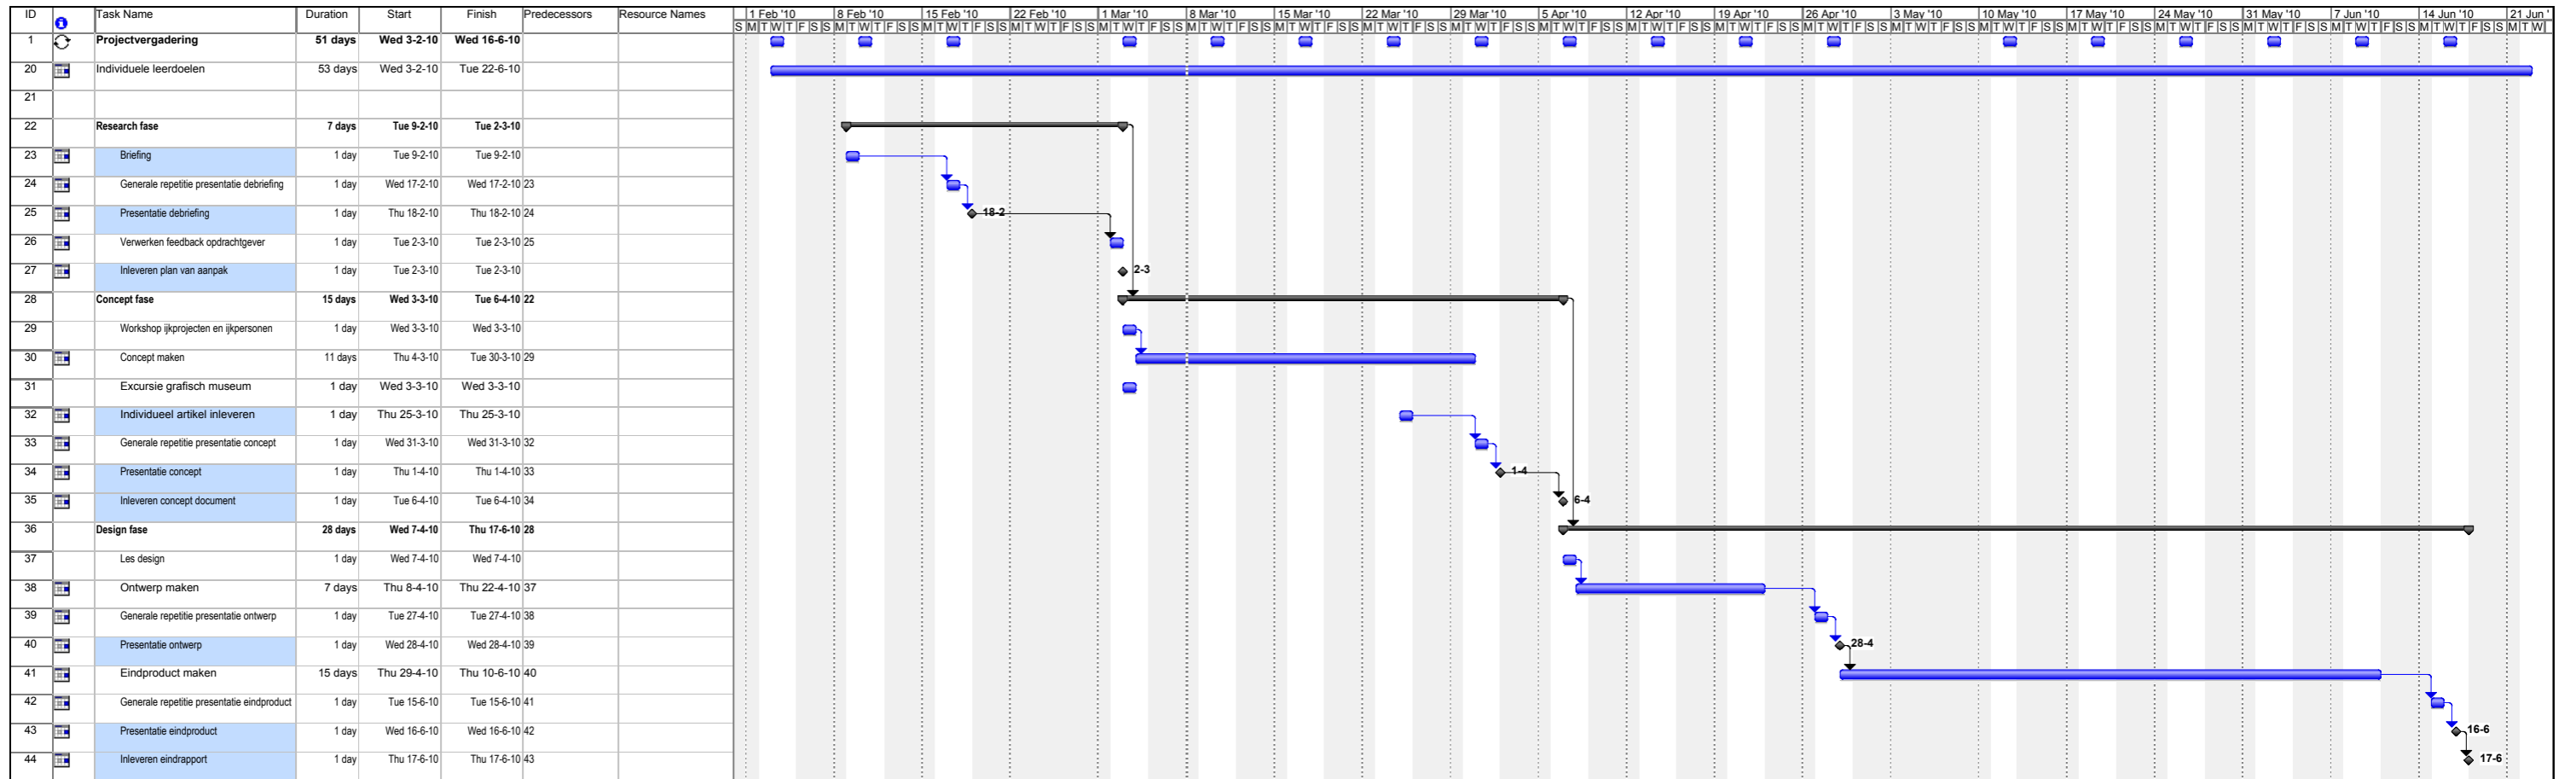 ID Task Name Duration Start Finish Predecessors Resource Names 1 Feb '10 8 Feb '10 15 Feb '10 22 Feb '10 1 Mar '10 8 Mar '10 15 Mar '10 22 Mar '10 29 Mar '10 5 Apr '10 12 Apr '10 19 Apr '10 26 Apr '10 3 May '10 10 May '10 17 May '10 24 May '10 31 May '10 7 Jun '10 14 Jun '10 21 Jun '
S M T W T F S S M T W T F S S M T W T F S S M T W T F S S M T W T F S S M T W T F S S M T W T F S S M T W T F S S M T W T F S S M T W T F S S M T W T F S S M T W T F S S M T W T F S S M T W T F S S M T W T F S S M T W T F S S M T W T F S S M T W T F S S M T W T F S S M T W T F S S M T W T F S S M T W
1 Projectvergadering 51 days Wed 3-2-10 Wed 16-6-10
20 Individuele leerdoelen 53 days Wed 3-2-10 Tue 22-6-10
21
22 Research fase 7 days Tue 9-2-10 Tue 2-3-10
23 Briefing 1 day Tue 9-2-10 Tue 9-2-10
24 Generale repetitie presentatie debriefing 1 day Wed 17-2-10 Wed 17-2-10 23
25 Presentatie debriefing 1 day Thu 18-2-10 Thu 18-2-10 24 18-2
26 Verwerken feedback opdrachtgever 1 day Tue 2-3-10 Tue 2-3-10 25
27 Inleveren plan van aanpak 1 day Tue 2-3-10 Tue 2-3-10 2-3
28 Concept fase 15 days Wed 3-3-10 Tue 6-4-10 22
29 Workshop ijkprojecten en ijkpersonen 1 day Wed 3-3-10 Wed 3-3-10
30 Concept maken 11 days Thu 4-3-10 Tue 30-3-10 29
31 Excursie grafisch museum 1 day Wed 3-3-10 Wed 3-3-10
32 Individueel artikel inleveren 1 day Thu 25-3-10 Thu 25-3-10
33 Generale repetitie presentatie concept 1 day Wed 31-3-10 Wed 31-3-10 32
34 Presentatie concept 1 day Thu 1-4-10 Thu 1-4-10 33 1-4
35 Inleveren concept document 1 day Tue 6-4-10 Tue 6-4-10 34 6-4
36 Design fase 28 days Wed 7-4-10 Thu 17-6-10 28
37 Les design 1 day Wed 7-4-10 Wed 7-4-10
38 Ontwerp maken 7 days Thu 8-4-10 Thu 22-4-10 37
39 Generale repetitie presentatie ontwerp 1 day Tue 27-4-10 Tue 27-4-10 38
40 Presentatie ontwerp 1 day Wed 28-4-10 Wed 28-4-10 39 28-4
41 Eindproduct maken 15 days Thu 29-4-10 Thu 10-6-10 40
42 Generale repetitie presentatie eindproduct 1 day Tue 15-6-10 Tue 15-6-10 41
43 Presentatie eindproduct 1 day Wed 16-6-10 Wed 16-6-10 42 16-6
44 Inleveren eindrapport 1 day Thu 17-6-10 Thu 17-6-10 43 17-6